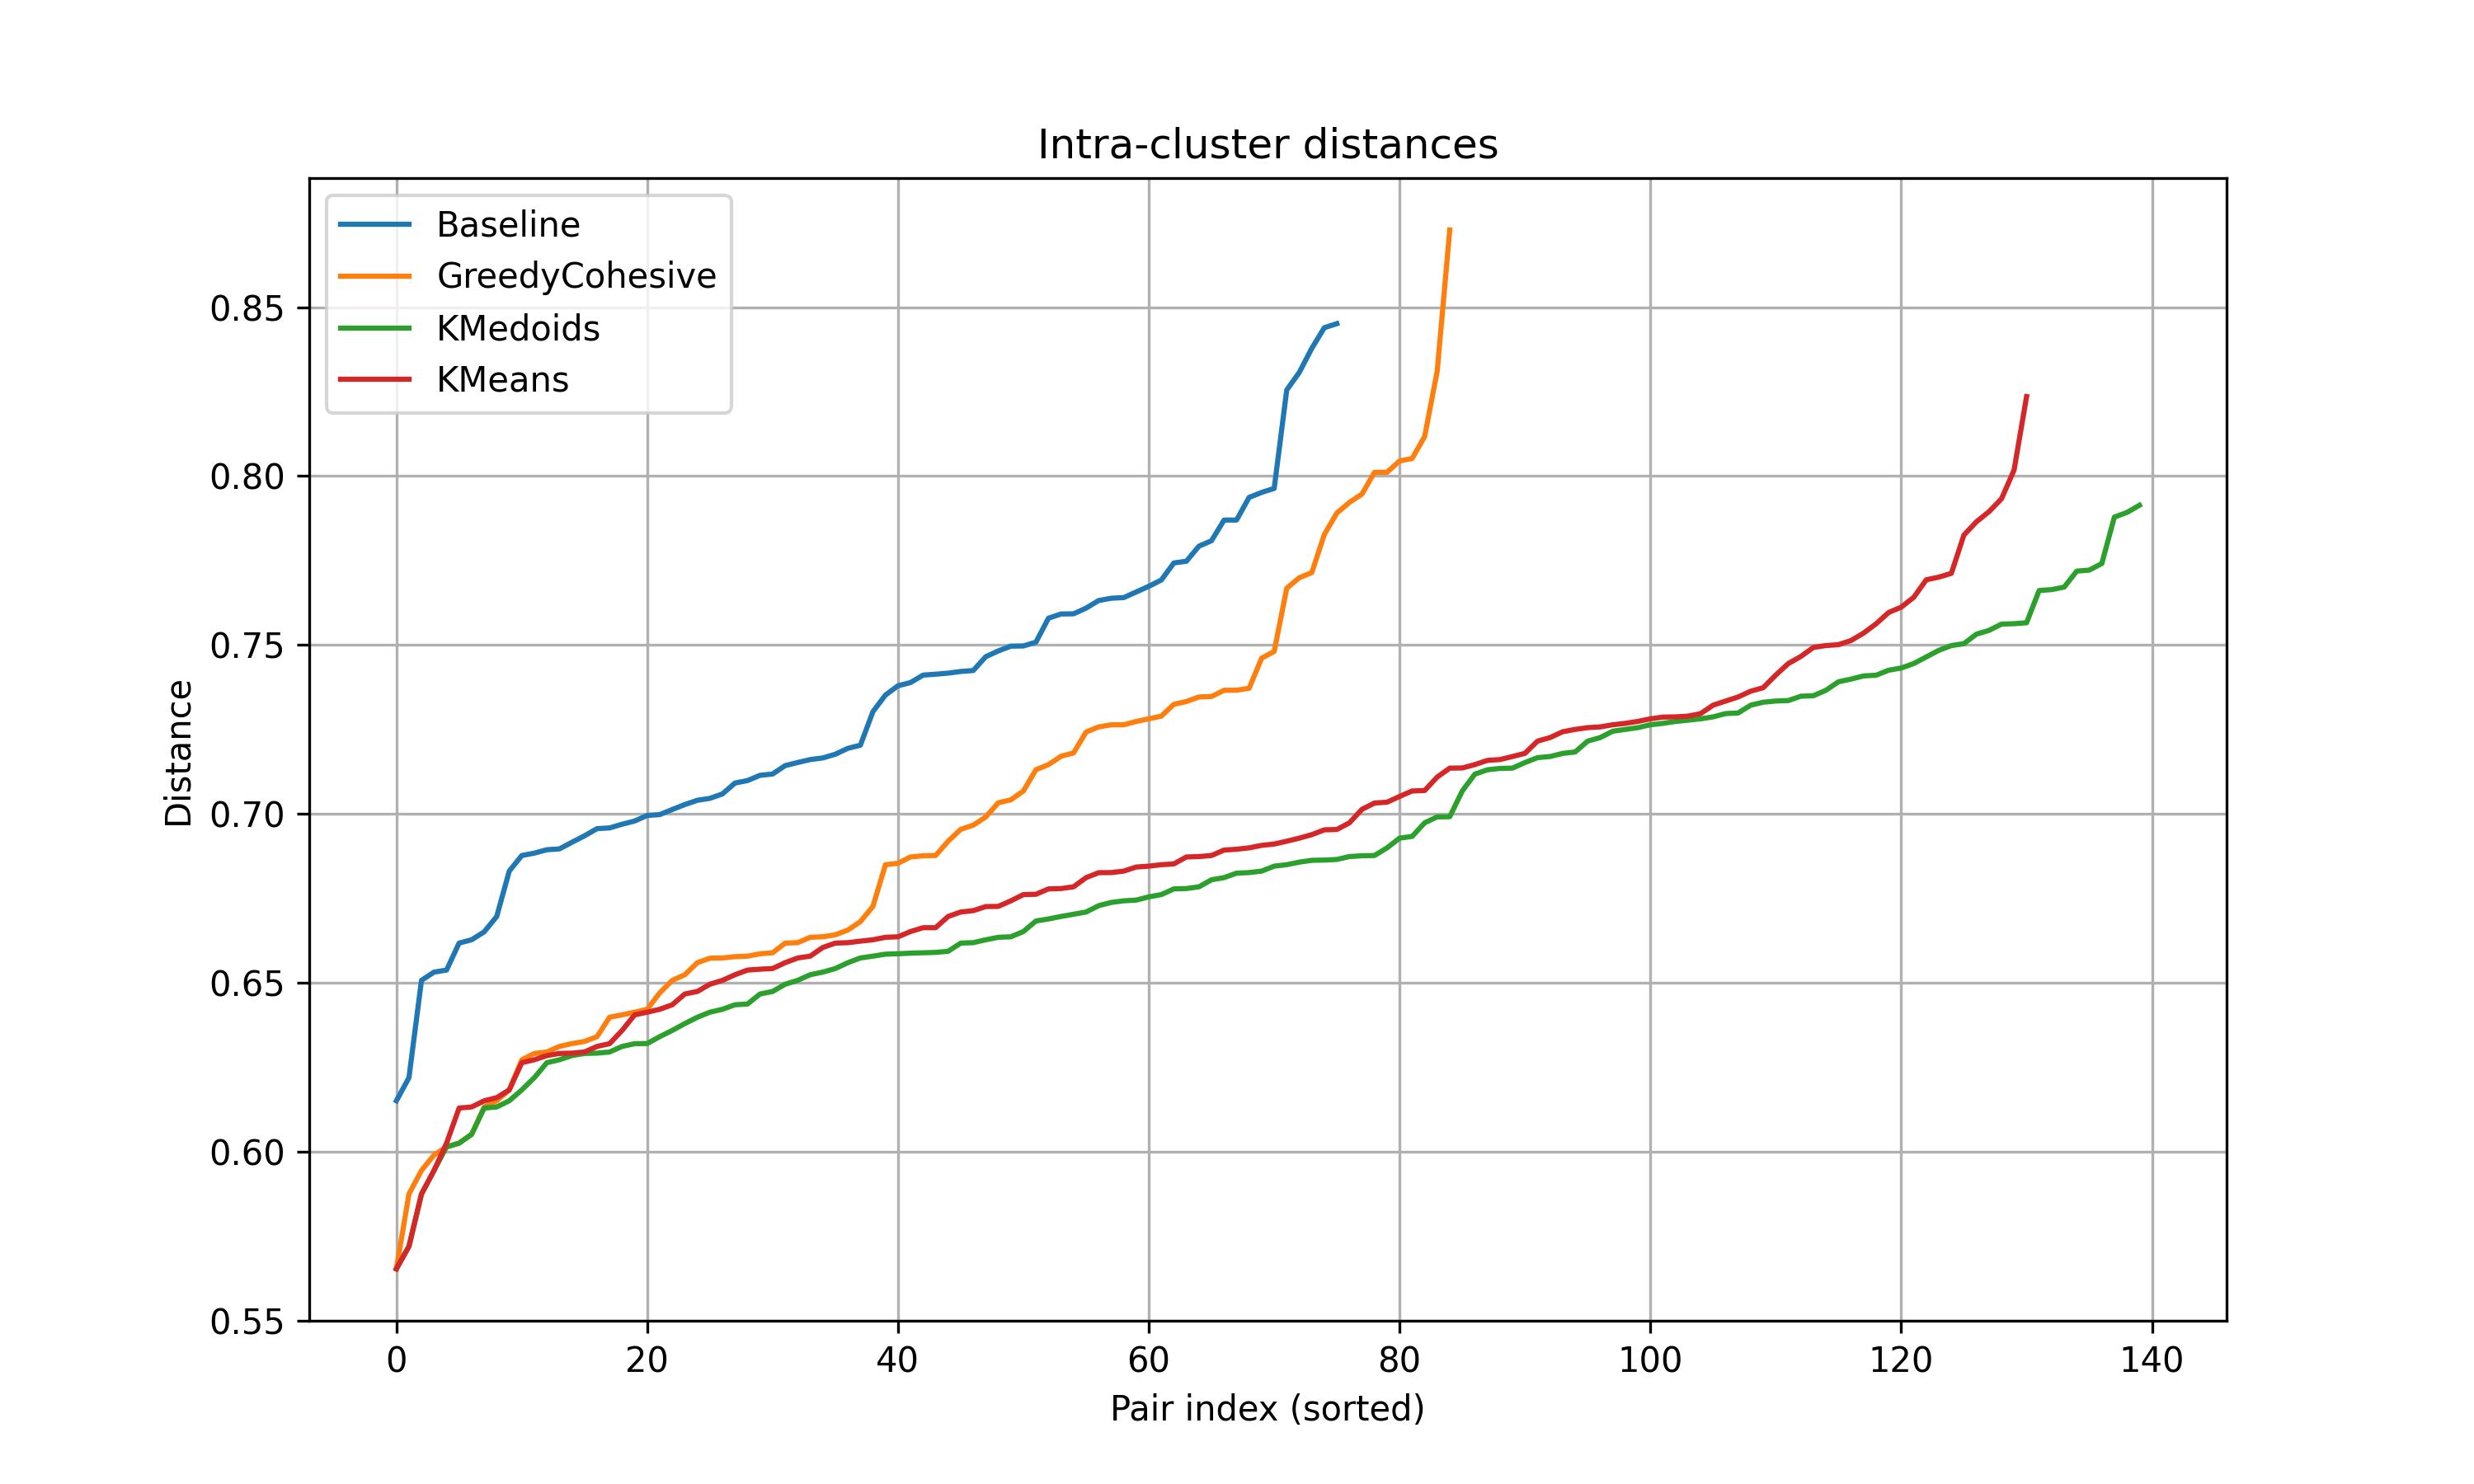 Intra-cluster distances
Baseline
GreedyCohesive
KMedoids
KMeans
0.85
0.80
0.75
0.70
0.65
0.60
0.55
Distance
0 20 40 60 80 100 120 140
Pair index (sorted)